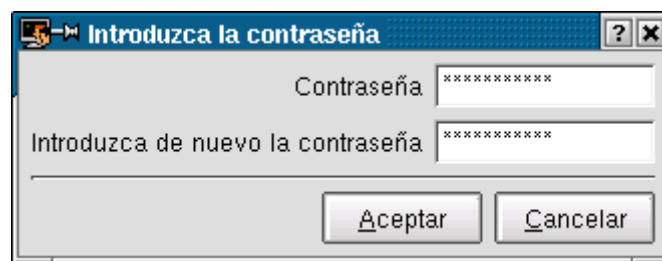 Introduzca la contraseña ? x
Contraseña ***********
Introduzca de nuevo la contraseña ***********
Aceptar Cancelar